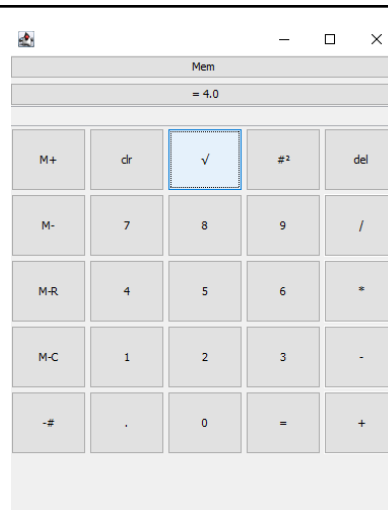 Mem
= 4.0
M+ clr √ #² del
M- 7 8 9 /
M-R 4 5 6 *
M-C 1 2 3 -
-# . 0 = +